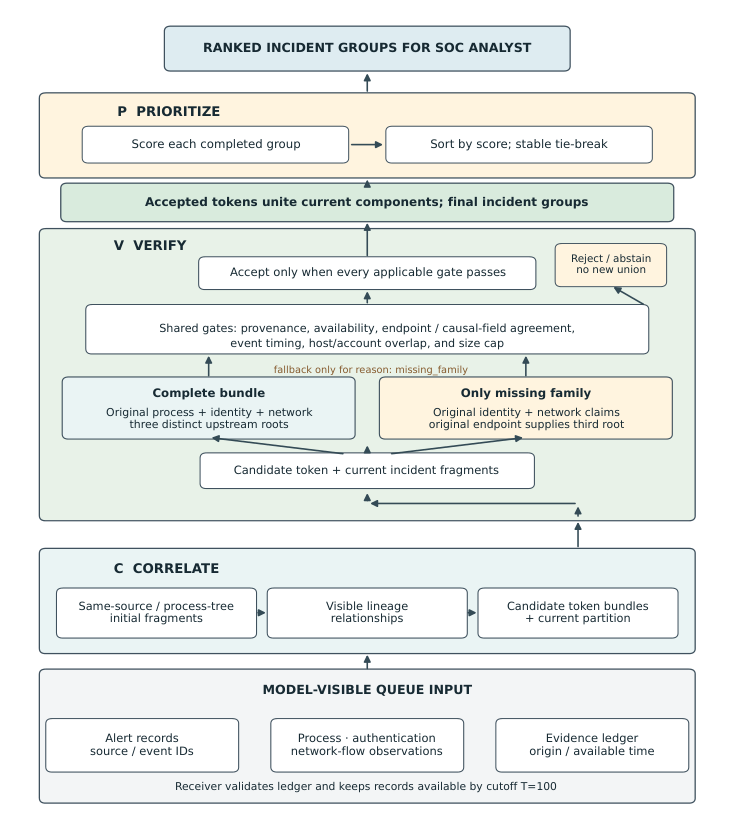 RANKED INCIDENT GROUPS FOR SOC ANALYST
P PRIORITIZE
Score each completed group
Sort by score; stable tie-break
Accepted tokens unite current components; final incident groups
V VERIFY
Accept only when every applicable gate passes
Reject / abstain
no new union
Shared gates: provenance, availability, endpoint / causal-field agreement,
event timing, host/account overlap, and size cap
fallback only for reason: missing_family
Complete bundle
Original process + identity + network
three distinct upstream roots
Only missing family
Original identity + network claims
original endpoint supplies third root
Candidate token + current incident fragments
C CORRELATE
Same-source / process-tree
initial fragments
Visible lineage
relationships
Candidate token bundles
+ current partition
MODEL-VISIBLE QUEUE INPUT
Alert records
source / event IDs
Process · authentication
network-flow observations
Evidence ledger
origin / available time
Receiver validates ledger and keeps records available by cutoff T=100